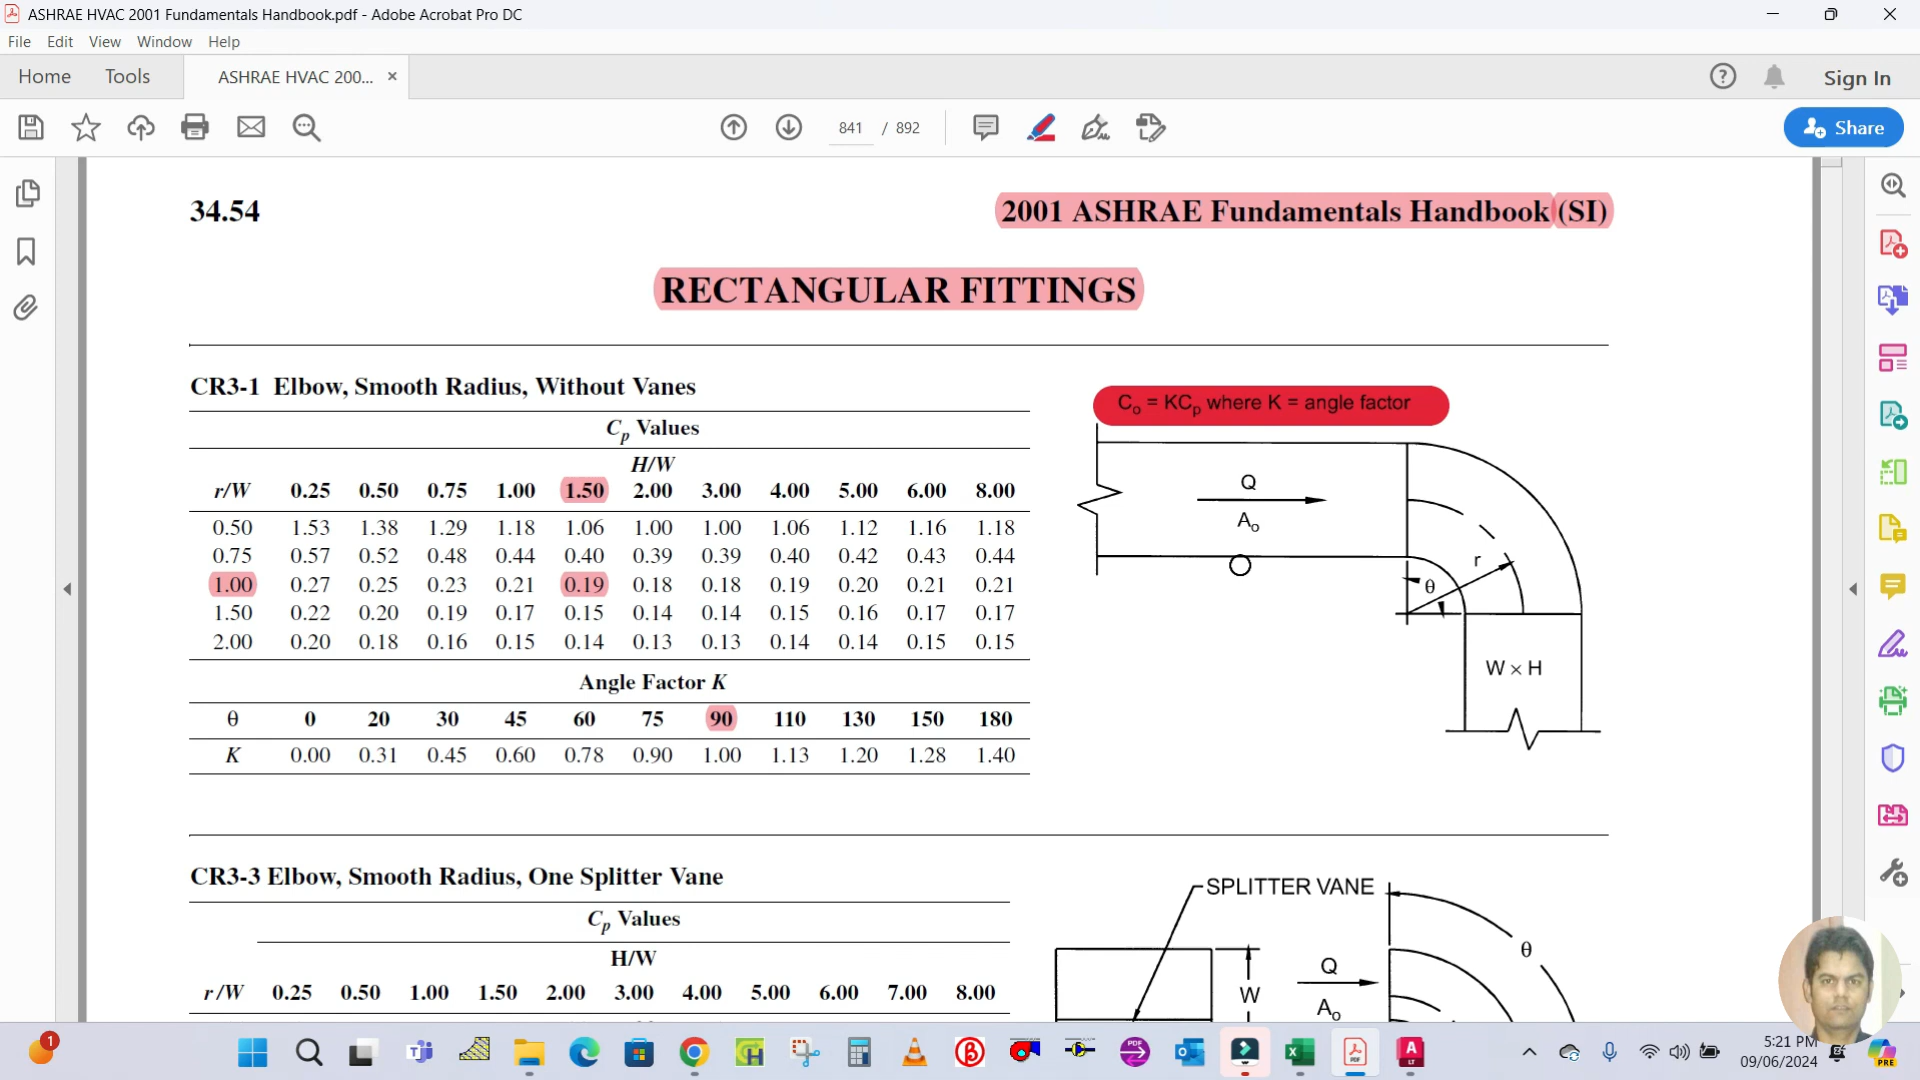 ASHRAE HVAC 2001 Fundamentals Handbook.pdf - Adobe Acrobat Pro DC
File Edit View Window Help
Home Tools ASHRAE HVAC 200... × Sign In
841 / 892 Share
34.54 2001 ASHRAE Fundamentals Handbook (SI)
RECTANGULAR FITTINGS
CR3-1 Elbow, Smooth Radius, Without Vanes
Cp Values
H/W
r/W 0.25 0.50 0.75 1.00 1.50 2.00 3.00 4.00 5.00 6.00 8.00
0.50 1.53 1.38 1.29 1.18 1.06 1.00 1.00 1.06 1.12 1.16 1.18
0.75 0.57 0.52 0.48 0.44 0.40 0.39 0.39 0.40 0.42 0.43 0.44
1.00 0.27 0.25 0.23 0.21 0.19 0.18 0.18 0.19 0.20 0.21 0.21
1.50 0.22 0.20 0.19 0.17 0.15 0.14 0.14 0.15 0.16 0.17 0.17
2.00 0.20 0.18 0.16 0.15 0.14 0.13 0.13 0.14 0.14 0.15 0.15
Angle Factor K
θ 0 20 30 45 60 75 90 110 130 150 180
K 0.00 0.31 0.45 0.60 0.78 0.90 1.00 1.13 1.20 1.28 1.40
Co = KCp where K = angle factor
Q
Ao
r
θ
W × H
CR3-3 Elbow, Smooth Radius, One Splitter Vane
Cp Values
H/W
r/W 0.25 0.50 1.00 1.50 2.00 3.00 4.00 5.00 6.00 7.00 8.00
SPLITTER VANE
θ
Q
W
Ao
1
PDF
5:21 PM
09/06/2024
PRE